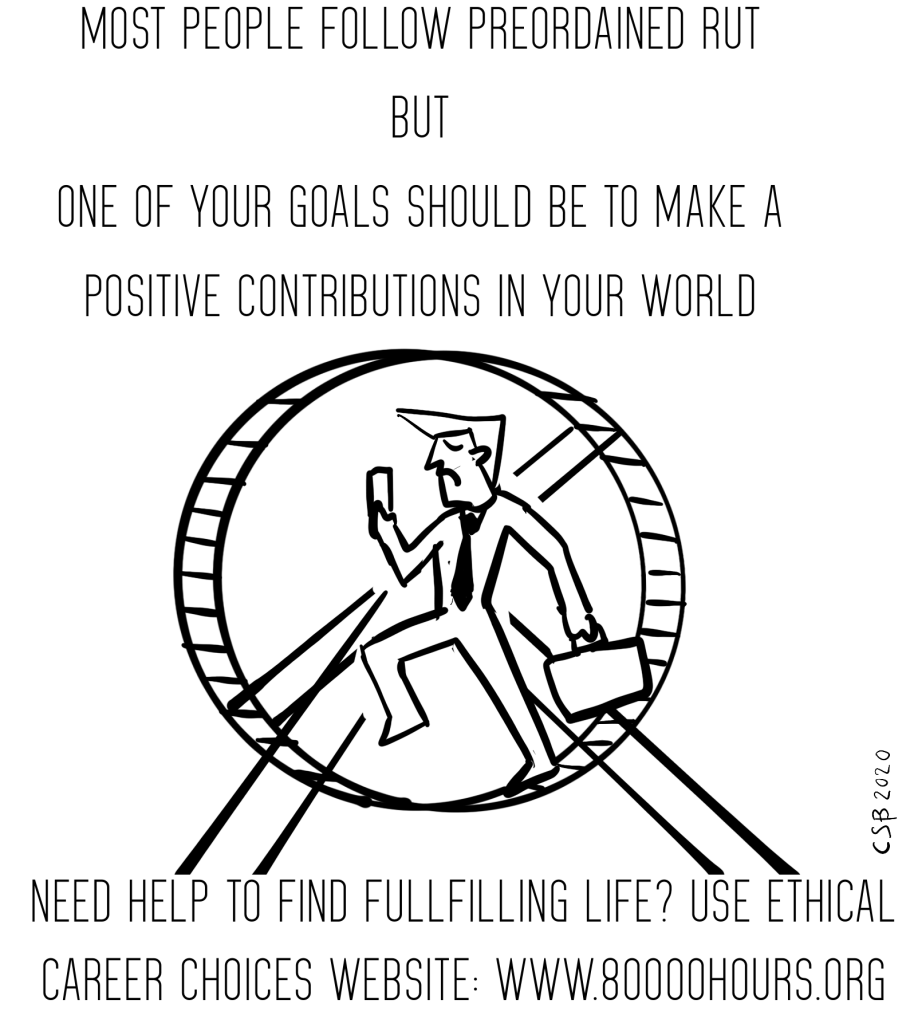 MOST PEOPLE FOLLOW PREORDAINED RUT
BUT
ONE OF YOUR GOALS SHOULD BE TO MAKE A
POSITIVE CONTRIBUTIONS IN YOUR WORLD
CSB 2020
NEED HELP TO FIND FULLFILLING LIFE? USE ETHICAL
CAREER CHOICES WEBSITE: WWW.80000HOURS.ORG